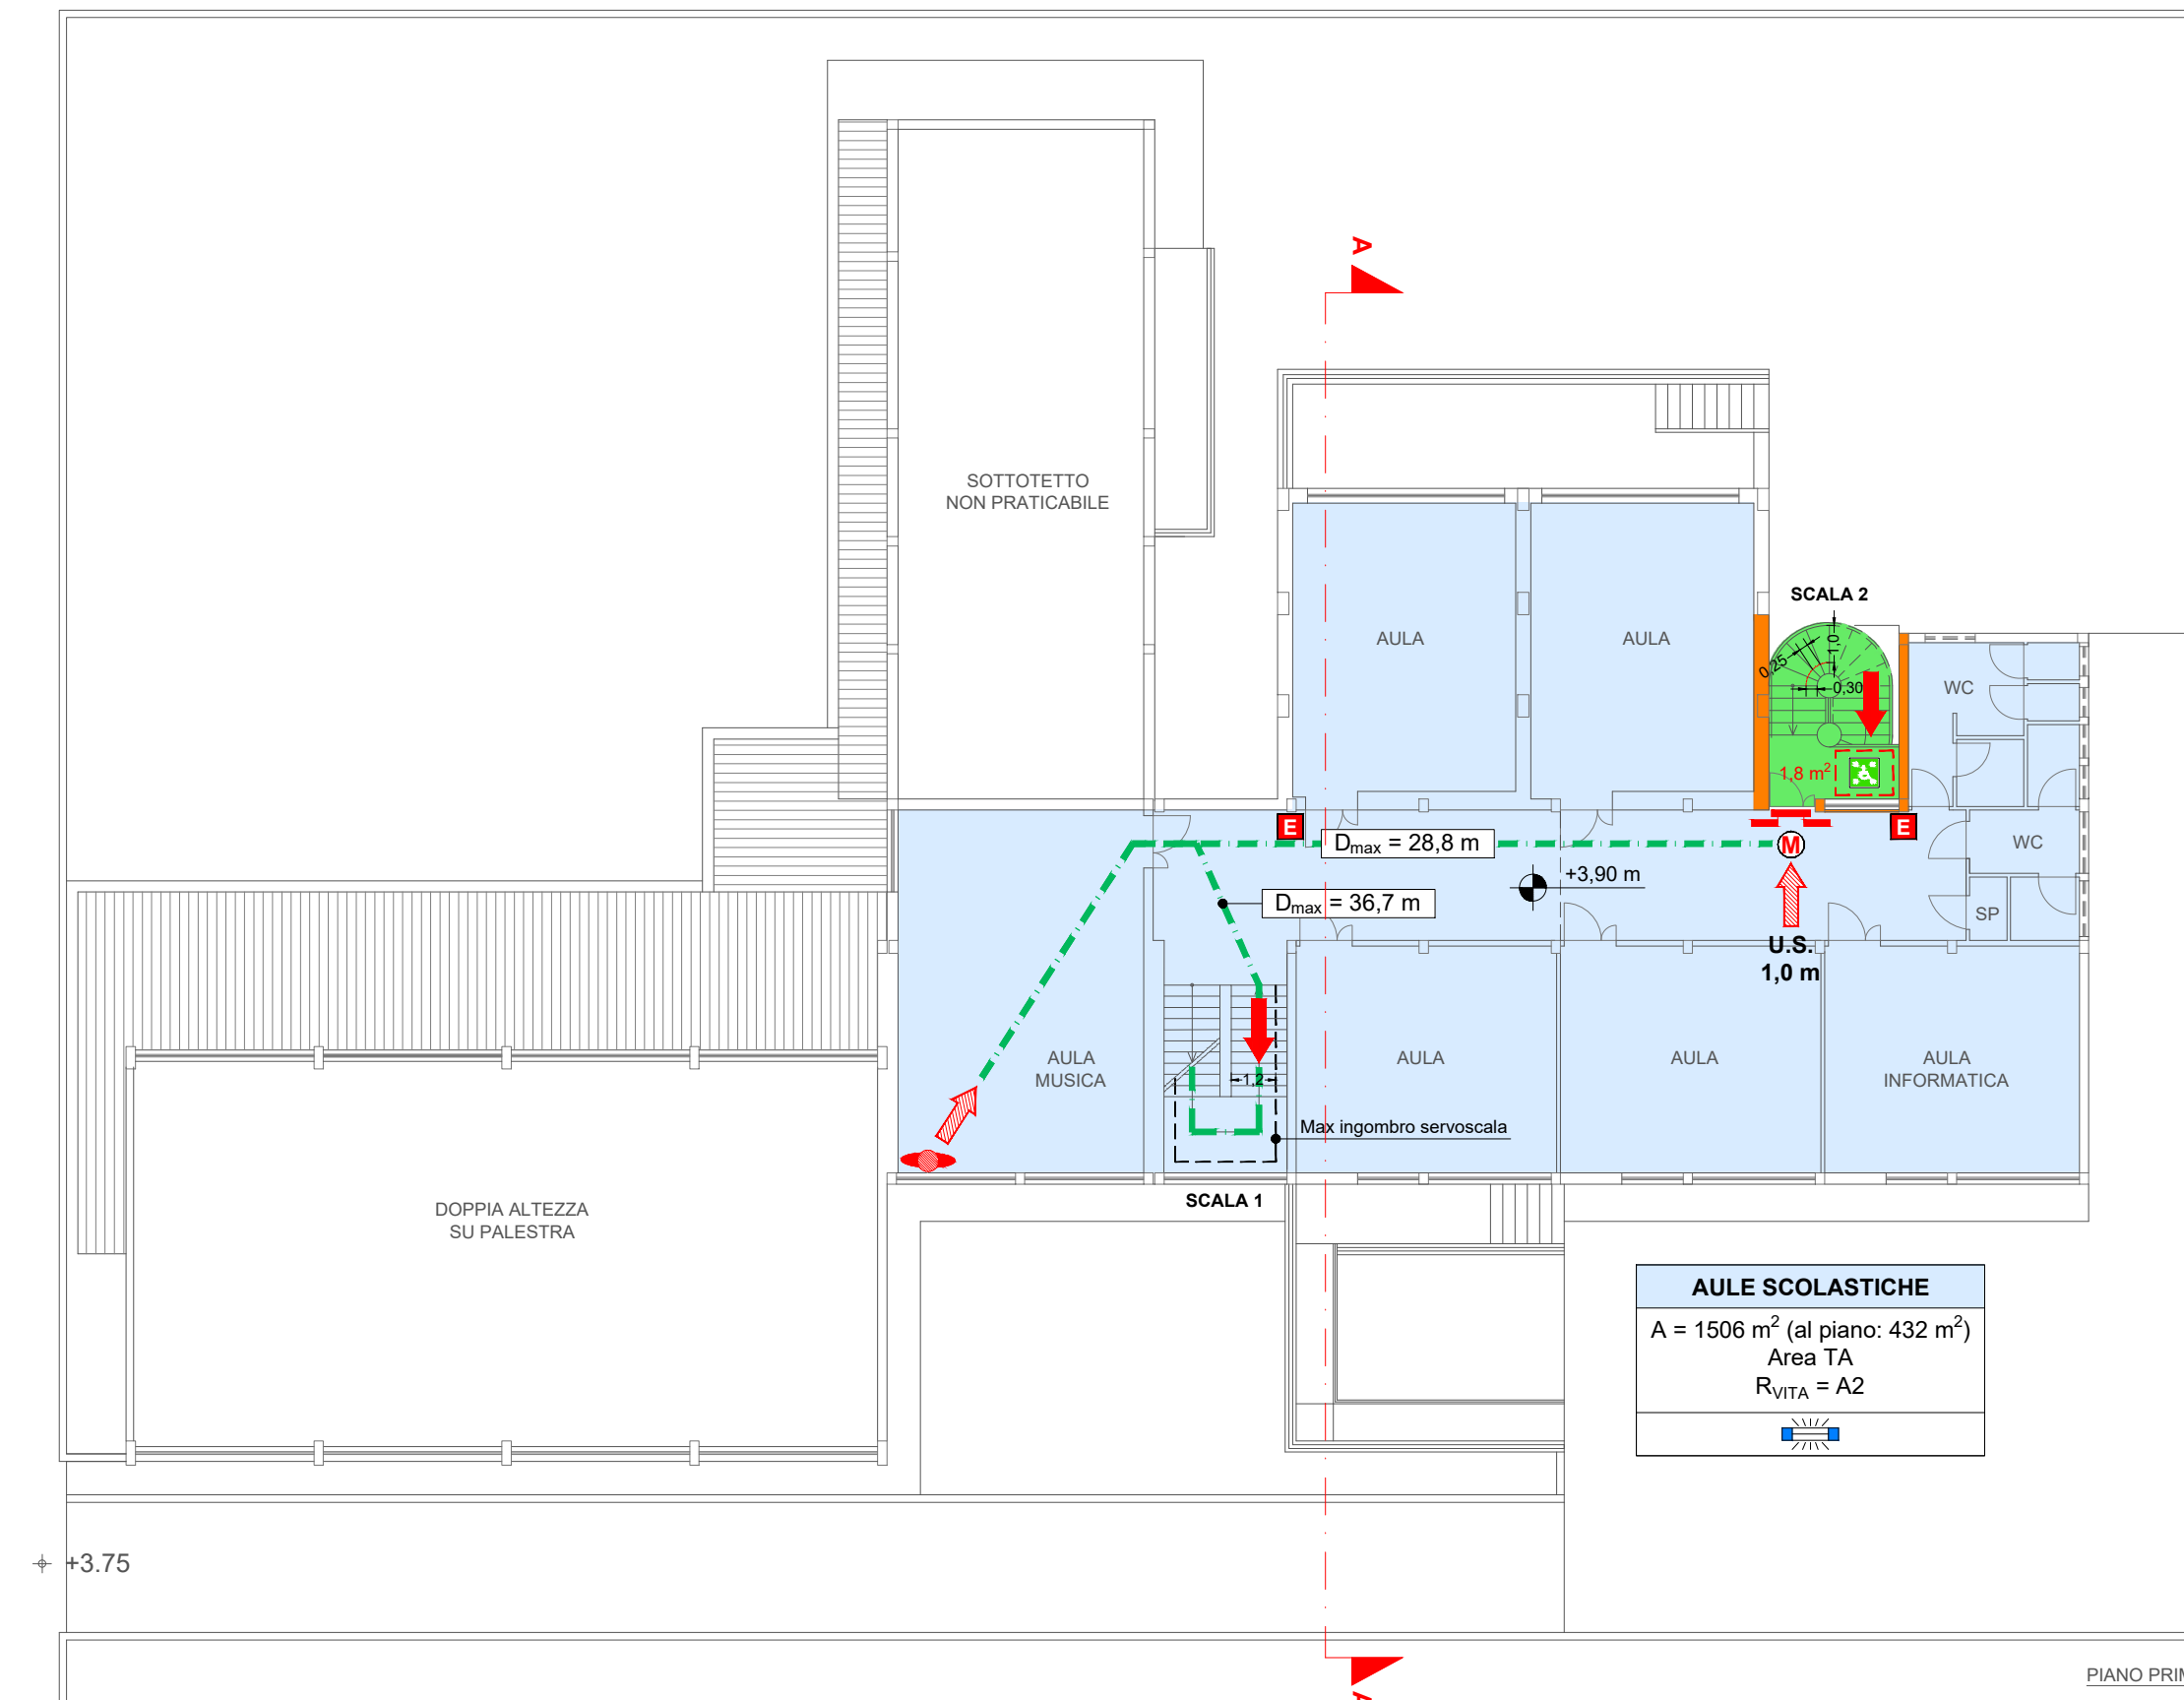 A
SOTTOTETTO
NON PRATICABILE
SCALA 2
AULA
AULA
1,0
0,25
0,30
WC
1,8 m²
E
E
Dmax = 28,8 m
M
WC
+3,90 m
Dmax = 36,7 m
SP
U.S.
1,0 m
AULA
MUSICA
AULA
AULA
AULA
INFORMATICA
1,2
Max ingombro servoscala
SCALA 1
DOPPIA ALTEZZA
SU PALESTRA
AULE SCOLASTICHE
A = 1506 m² (al piano: 432 m²)
Area TA
RVITA = A2
+3.75
PIANO PRI
A